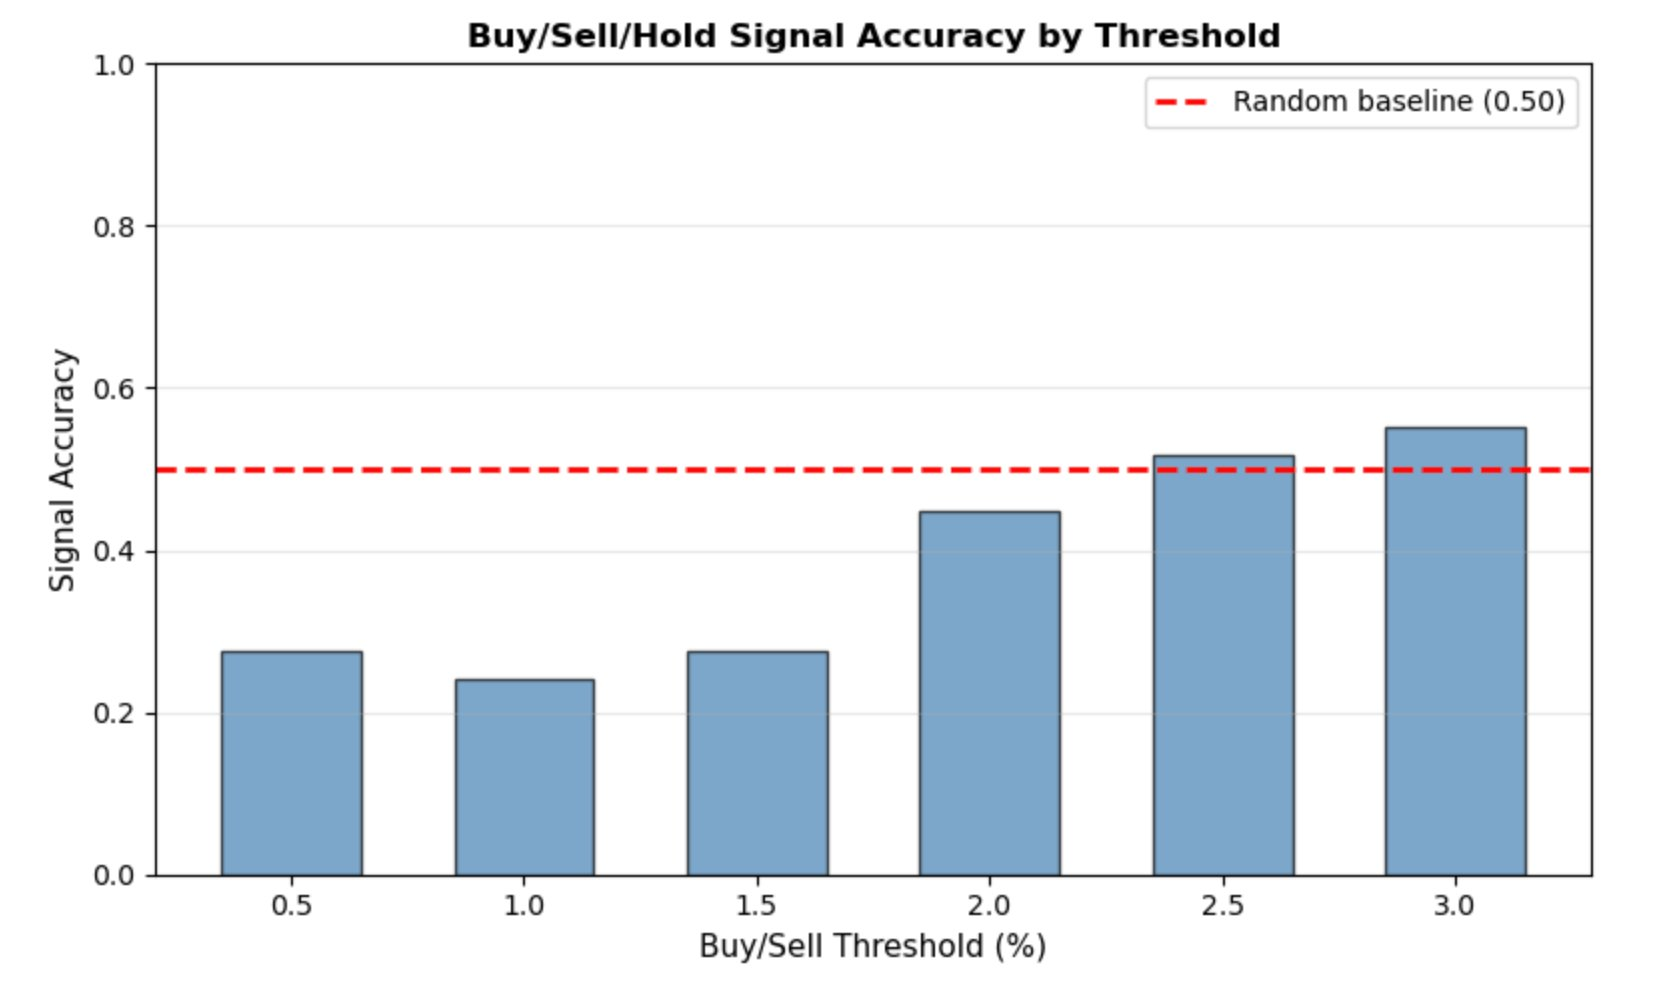 Buy/Sell/Hold Signal Accuracy by Threshold
Random baseline (0.50)
Signal Accuracy
1.0
0.8
0.6
0.4
0.2
0.0
0.5 1.0 1.5 2.0 2.5 3.0
Buy/Sell Threshold (%)